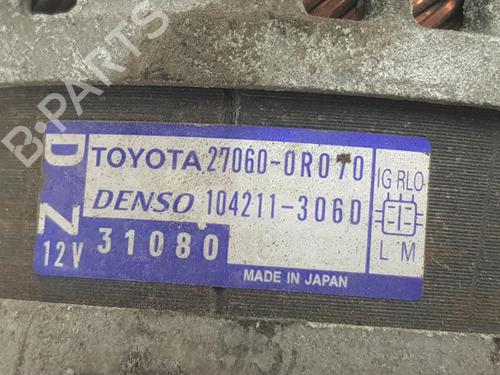 B-PARTS
D TOYOTA 27060-0R070 IG RLO
N DENSO 104211-3060
12V 31080 L M
MADE IN JAPAN